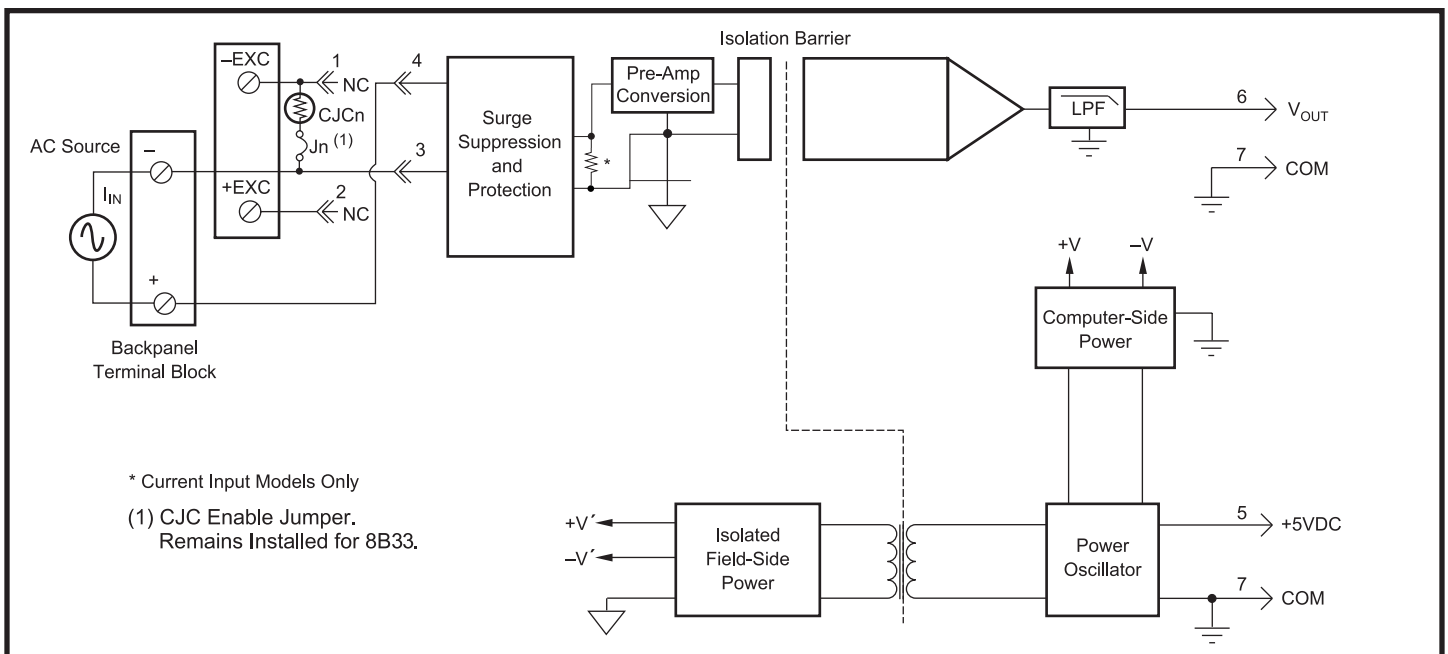 Isolation Barrier
–EXC
1
NC
4
CJCn
Jn (1)
AC Source
–
3
+EXC
2
NC
I_IN
+
Backpanel
Terminal Block
Surge
Suppression
and
Protection
*
Pre-Amp
Conversion
LPF
6
V_OUT
7
COM
+V
–V
Computer-Side
Power
* Current Input Models Only
(1) CJC Enable Jumper.
Remains Installed for 8B33.
+V´
–V´
Isolated
Field-Side
Power
Power
Oscillator
5
+5VDC
7
COM